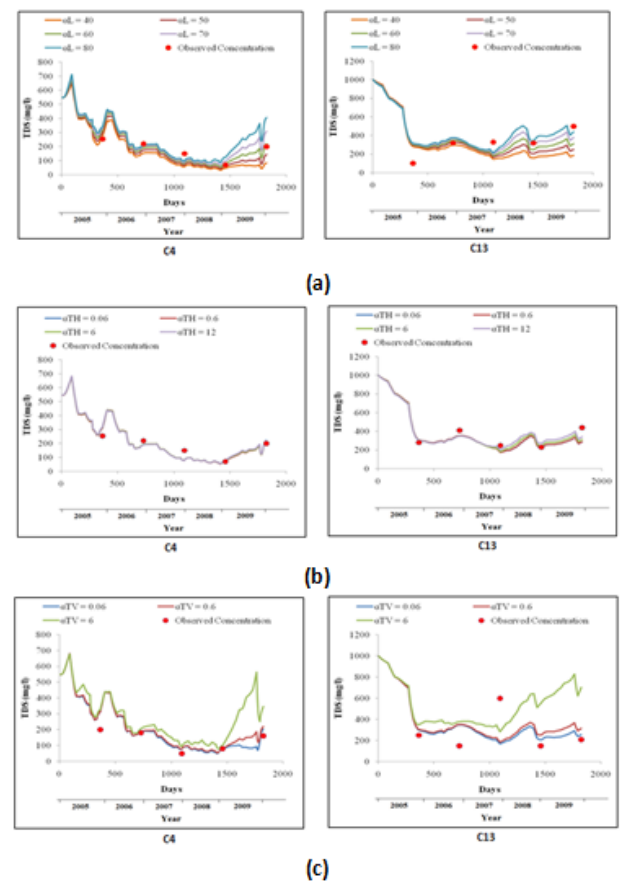 αL = 40 αL = 50
αL = 60 αL = 70
αL = 80 Observed Concentration
TDS (mg/l)
800
700
600
500
400
300
200
100
0
0 500 1000 1500 2000
Days
2005 2006 2007 2008 2009
Year
C4
αL = 40 αL = 50
αL = 60 αL = 70
αL = 80 Observed Concentration
TDS (mg/l)
1200
1000
800
600
400
200
0
0 500 1000 1500 2000
Days
2005 2006 2007 2008 2009
Year
C13
(a)
αTH = 0.06 αTH = 0.6
αTH = 6 αTH = 12
Observed Concentration
TDS (mg/l)
800
700
600
500
400
300
200
100
0
0 500 1000 1500 2000
Days
2005 2006 2007 2008 2009
Year
C4
αTH = 0.06 αTH = 0.6
αTH = 6 αTH = 12
Observed Concentration
TDS (mg/l)
1200
1000
800
600
400
200
0
0 500 1000 1500 2000
Days
2005 2006 2007 2008 2009
Year
C13
(b)
αTV = 0.06 αTV = 0.6
αTV = 6 Observed Concentration
TDS (mg/l)
800
700
600
500
400
300
200
100
0
0 500 1000 1500 2000
Days
2005 2006 2007 2008 2009
Year
C4
αTV = 0.06 αTV = 0.6
αTV = 6 Observed Concentration
TDS (mg/l)
1200
1000
800
600
400
200
0
0 500 1000 1500 2000
Days
2005 2006 2007 2008 2009
Year
C13
(c)